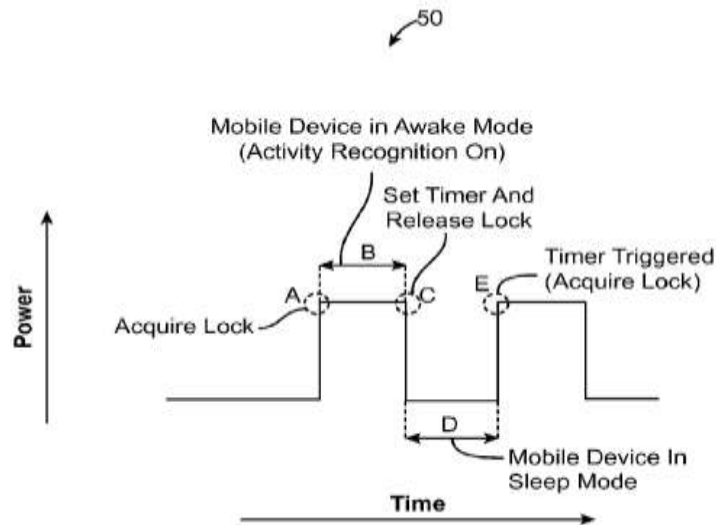 50
Mobile Device in Awake Mode
(Activity Recognition On)
Set Timer And
Release Lock
B
Timer Triggered
(Acquire Lock)
A
C
E
Acquire Lock
Power
D
Mobile Device In
Sleep Mode
Time